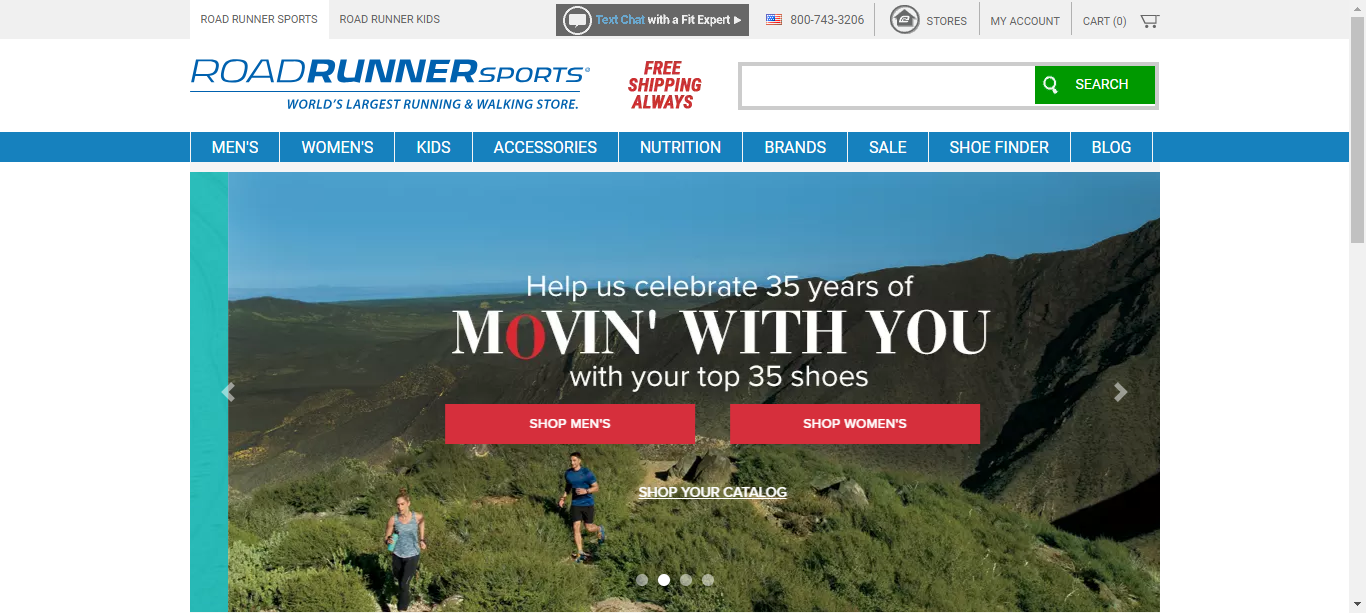 ROAD RUNNER SPORTS
ROAD RUNNER KIDS
Text Chat with a Fit Expert
800-743-3206
STORES
MY ACCOUNT
CART (0)
ROADRUNNERSPORTS®
WORLD'S LARGEST RUNNING & WALKING STORE.
FREE
SHIPPING
ALWAYS
SEARCH
MEN'S
WOMEN'S
KIDS
ACCESSORIES
NUTRITION
BRANDS
SALE
SHOE FINDER
BLOG
Help us celebrate 35 years of
MOVIN' WITH YOU
with your top 35 shoes
SHOP MEN'S
SHOP WOMEN'S
SHOP YOUR CATALOG